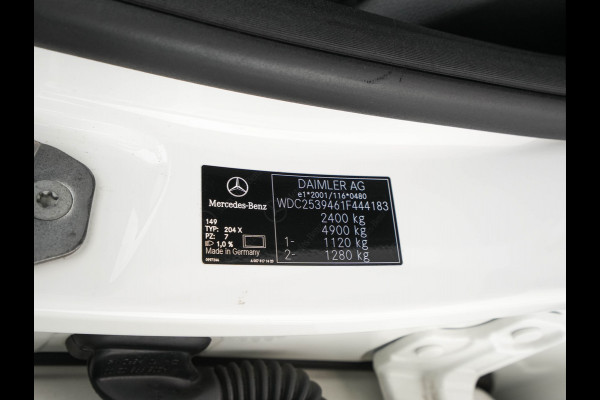 Mercedes-Benz
149
TYP: 204 X
PZ: 7
1,0 %
Made in Germany
DAIMLER AG
e1*2001/116*0480
WDC2539461F444183
2400 kg
4900 kg
1- 1120 kg
2- 1280 kg